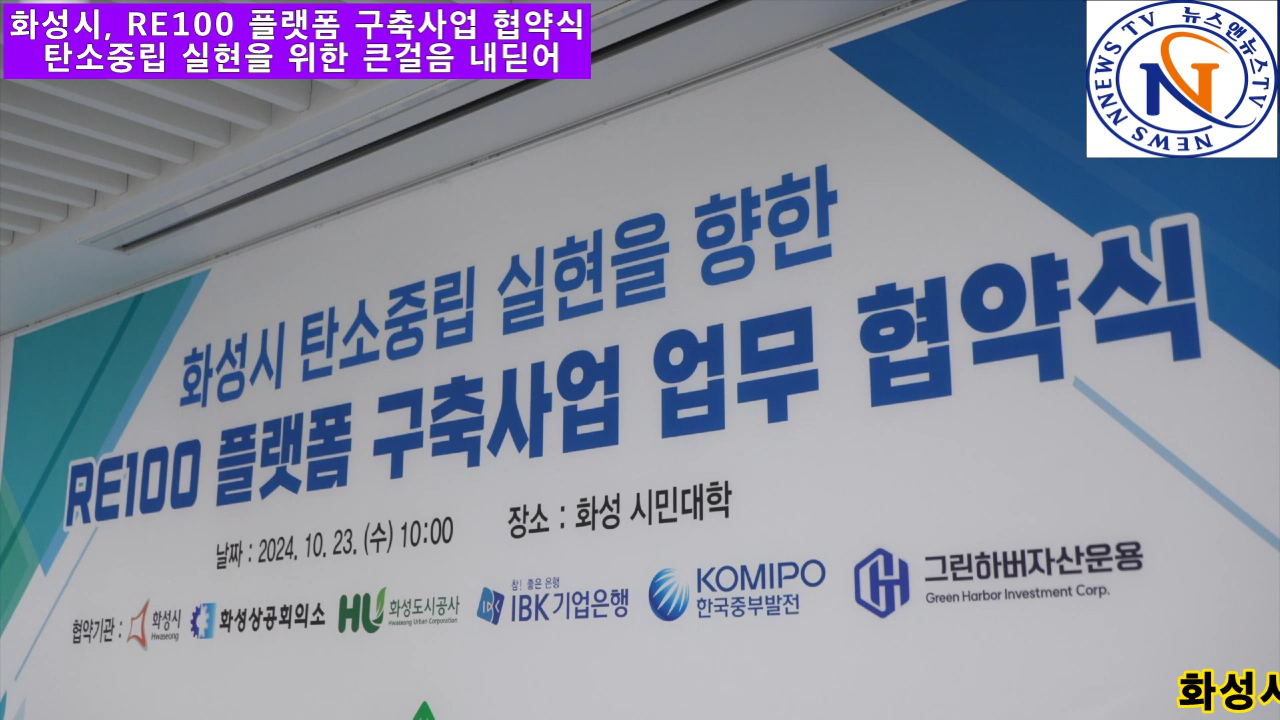 화성시, RE100 플랫폼 구축사업 협약식
탄소중립 실현을 위한 큰걸음 내딛어
NEWS NNEWS TV 뉴스앤뉴스TV
N
화성시 탄소중립 실현을 향한
RE100 플랫폼 구축사업 업무 협약식
날짜 : 2024. 10. 23. (수) 10:00 장소 : 화성 시민대학
협약기관 : 화성시 Hwaseong
화성상공회의소
HU 화성도시공사 Hwaseong Urban Corporation
참! 좋은 은행
IBK기업은행
KOMIPO
한국중부발전
그린하버자산운용
Green Harbor Investment Corp.
화성시